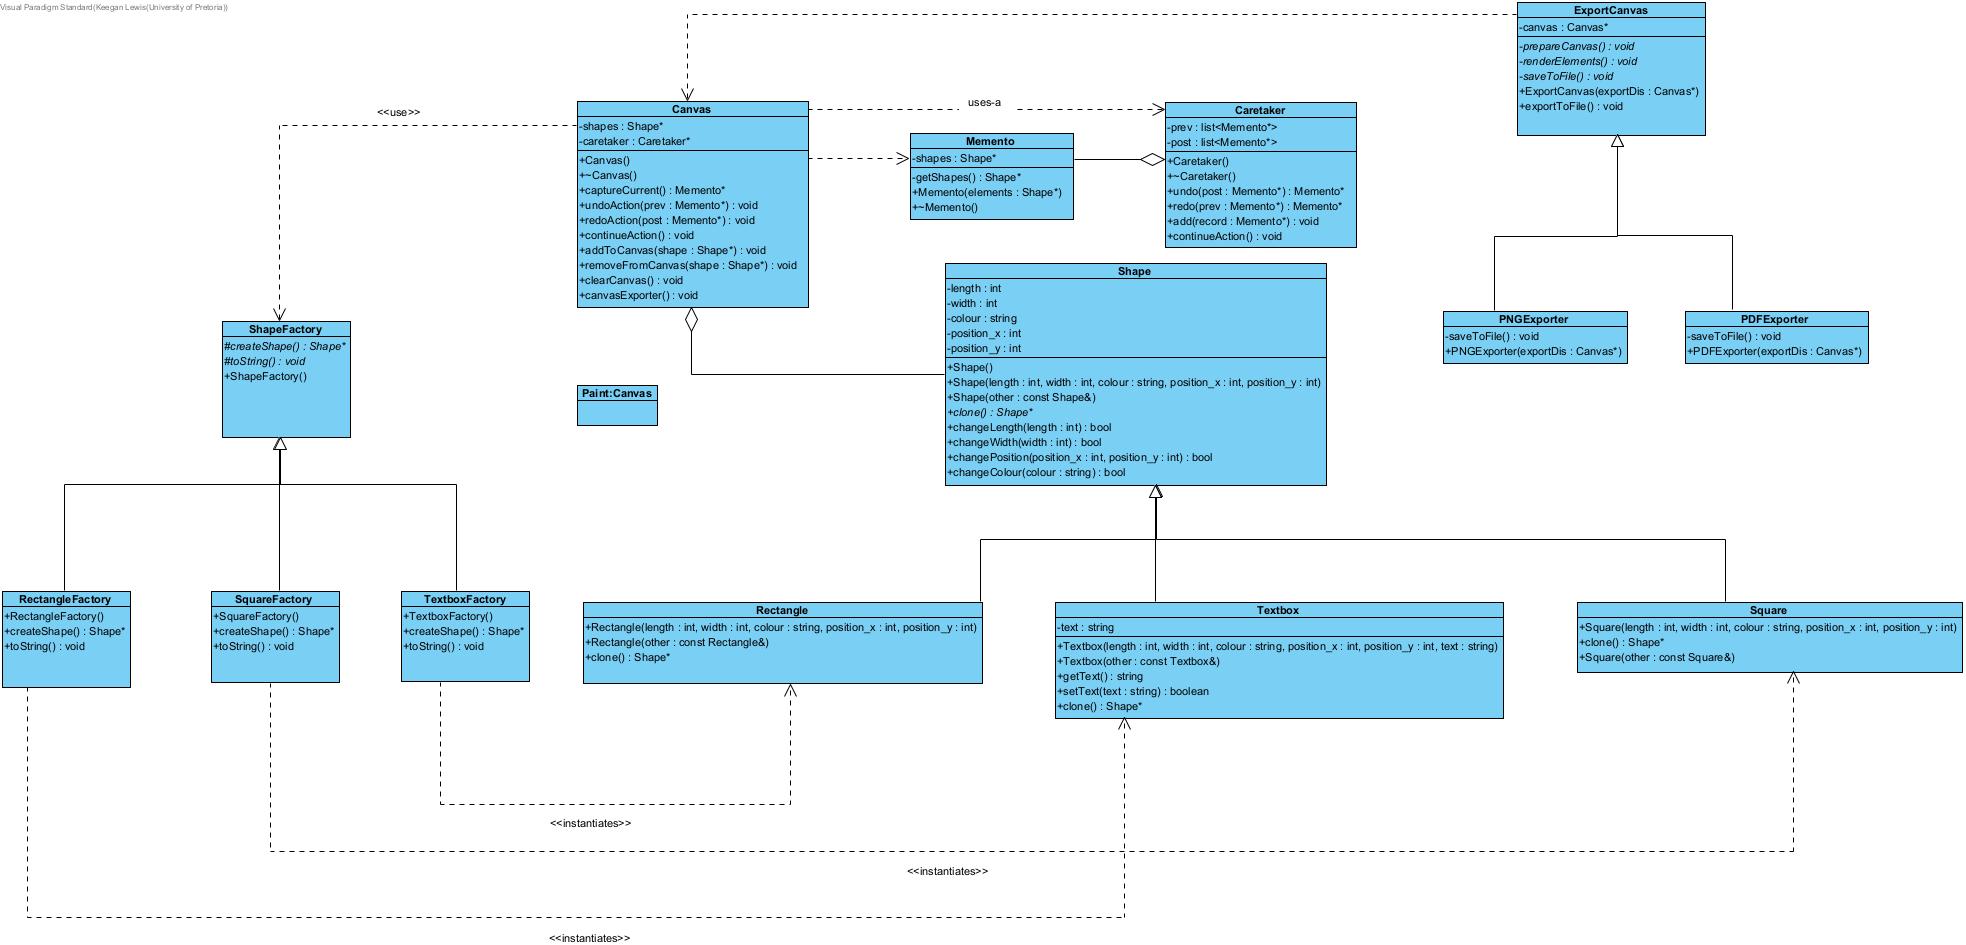 Visual Paradigm Standard(Keegan Lewis(University of Pretoria))
ExportCanvas
-canvas : Canvas*
-prepareCanvas() : void
-renderElements() : void
-saveToFile() : void
+ExportCanvas(exportDis : Canvas*)
+exportToFile() : void
<<use>>
uses-a
Canvas
-shapes : Shape*
-caretaker : Caretaker*
+Canvas()
+~Canvas()
+captureCurrent() : Memento*
+undoAction(prev : Memento*) : void
+redoAction(post : Memento*) : void
+continueAction() : void
+addToCanvas(shape : Shape*) : void
+removeFromCanvas(shape : Shape*) : void
+clearCanvas() : void
+canvasExporter() : void
Memento
-shapes : Shape*
-getShapes() : Shape*
+Memento(elements : Shape*)
+~Memento()
Caretaker
-prev : list<Memento*>
-post : list<Memento*>
+Caretaker()
+~Caretaker()
+undo(post : Memento*) : Memento*
+redo(prev : Memento*) : Memento*
+add(record : Memento*) : void
+continueAction() : void
Shape
-length : int
-width : int
-colour : string
-position_x : int
-position_y : int
+Shape()
+Shape(length : int, width : int, colour : string, position_x : int, position_y : int)
+Shape(other : const Shape&)
+clone() : Shape*
+changeLength(length : int) : bool
+changeWidth(width : int) : bool
+changePosition(position_x : int, position_y : int) : bool
+changeColour(colour : string) : bool
PNGExporter
-saveToFile() : void
+PNGExporter(exportDis : Canvas*)
PDFExporter
-saveToFile() : void
+PDFExporter(exportDis : Canvas*)
ShapeFactory
#createShape() : Shape*
#toString() : void
+ShapeFactory()
Paint:Canvas
RectangleFactory
+RectangleFactory()
+createShape() : Shape*
+toString() : void
SquareFactory
+SquareFactory()
+createShape() : Shape*
+toString() : void
TextboxFactory
+TextboxFactory()
+createShape() : Shape*
+toString() : void
Rectangle
+Rectangle(length : int, width : int, colour : string, position_x : int, position_y : int)
+Rectangle(other : const Rectangle&)
+clone() : Shape*
Textbox
-text : string
+Textbox(length : int, width : int, colour : string, position_x : int, position_y : int, text : string)
+Textbox(other : const Textbox&)
+getText() : string
+setText(text : string) : boolean
+clone() : Shape*
Square
+Square(length : int, width : int, colour : string, position_x : int, position_y : int)
+clone() : Shape*
+Square(other : const Square&)
<<instantiates>>
<<instantiates>>
<<instantiates>>